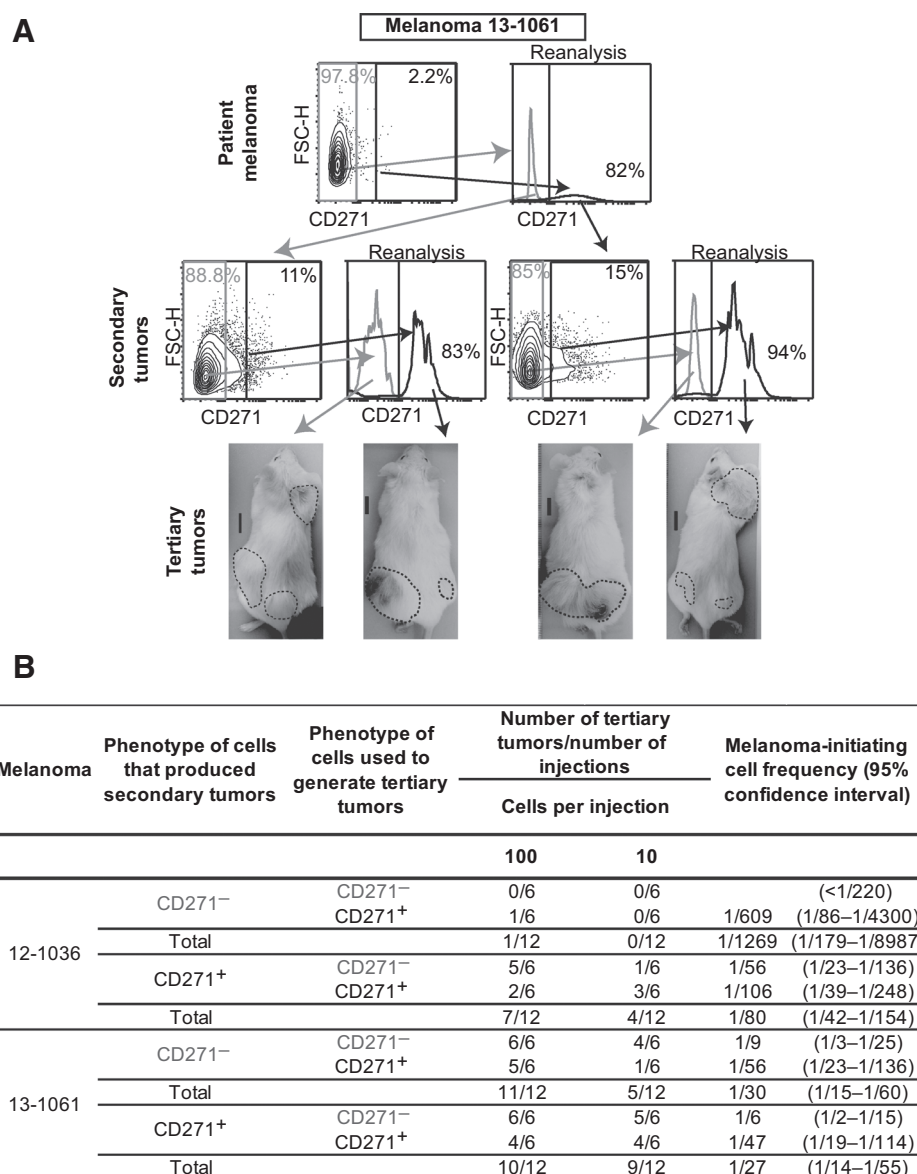 A
Melanoma 13-1061
Reanalysis
Patient melanoma
97.8%
2.2%
FSC-H
CD271
82%
CD271
Secondary tumors
88.8%
11%
FSC-H
CD271
Reanalysis
83%
CD271
85%
15%
FSC-H
CD271
Reanalysis
94%
CD271
Tertiary tumors
B
Melanoma
Phenotype of cells that produced secondary tumors
Phenotype of cells used to generate tertiary tumors
Number of tertiary tumors/number of injections
Melanoma-initiating cell frequency (95% confidence interval)
Cells per injection
100 10
12-1036
CD271⁻ CD271⁻ 0/6 0/6 (<1/220)
CD271⁺ 1/6 0/6 1/609 (1/86–1/4300)
Total 1/12 0/12 1/1269 (1/179–1/8987
CD271⁺ CD271⁻ 5/6 1/6 1/56 (1/23–1/136)
CD271⁺ 2/6 3/6 1/106 (1/39–1/248)
Total 7/12 4/12 1/80 (1/42–1/154)
13-1061
CD271⁻ CD271⁻ 6/6 4/6 1/9 (1/3–1/25)
CD271⁺ 5/6 1/6 1/56 (1/23–1/136)
Total 11/12 5/12 1/30 (1/15–1/60)
CD271⁺ CD271⁻ 6/6 5/6 1/6 (1/2–1/15)
CD271⁺ 4/6 4/6 1/47 (1/19–1/114)
Total 10/12 9/12 1/27 (1/14–1/55)